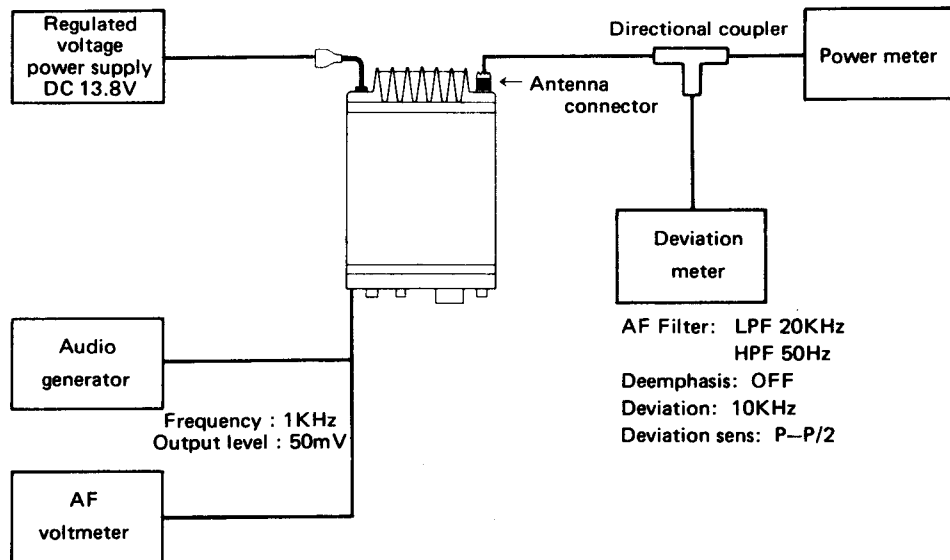 Regulated
voltage
power supply
DC 13.8V
Directional coupler
Power meter
← Antenna
connector
Deviation
meter
AF Filter: LPF 20KHz
HPF 50Hz
Deemphasis: OFF
Deviation: 10KHz
Deviation sens: P–P/2
Audio
generator
Frequency : 1KHz
Output level : 50mV
AF
voltmeter